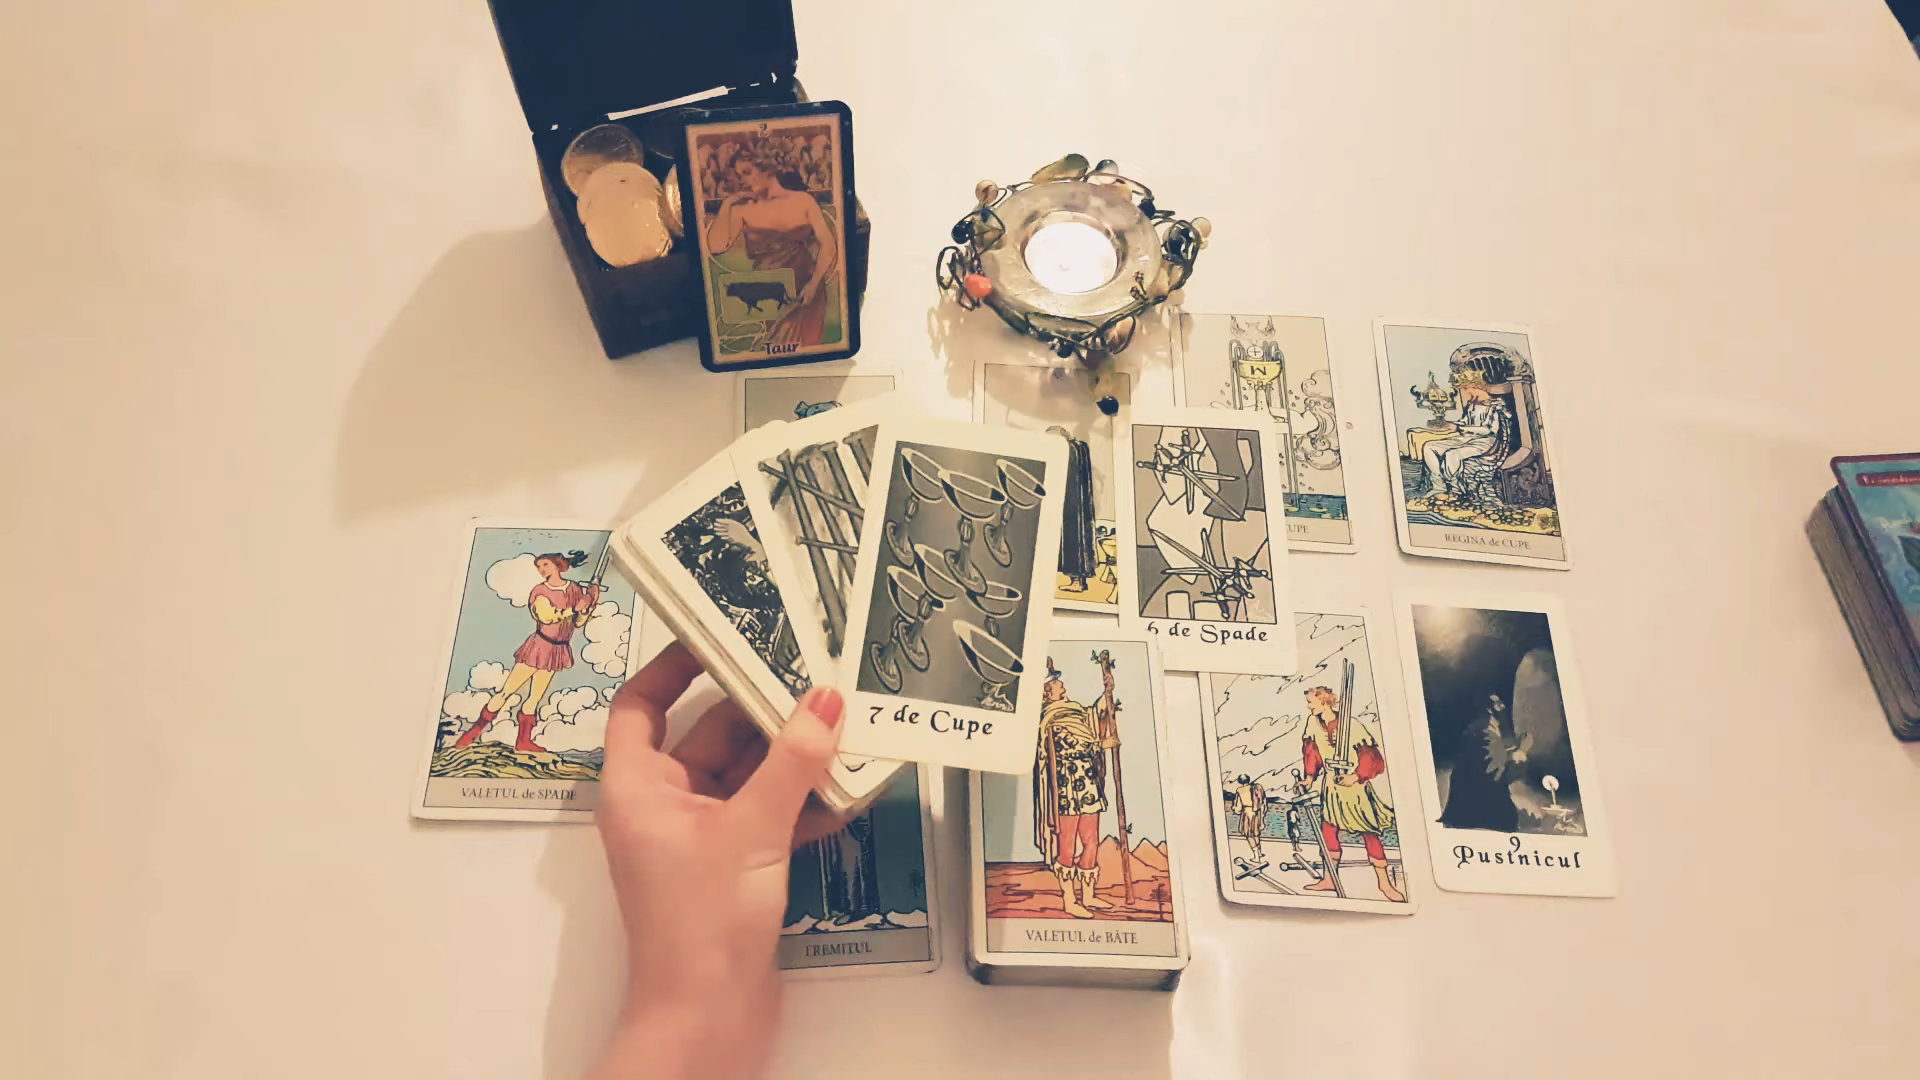 2
Taur
M
CUPE
REGINA de CUPE
6 de Spade
7 de Cupe
VALETUL de SPADE
9
Pustnicul
EREMITUL
VALETUL de BÂTE